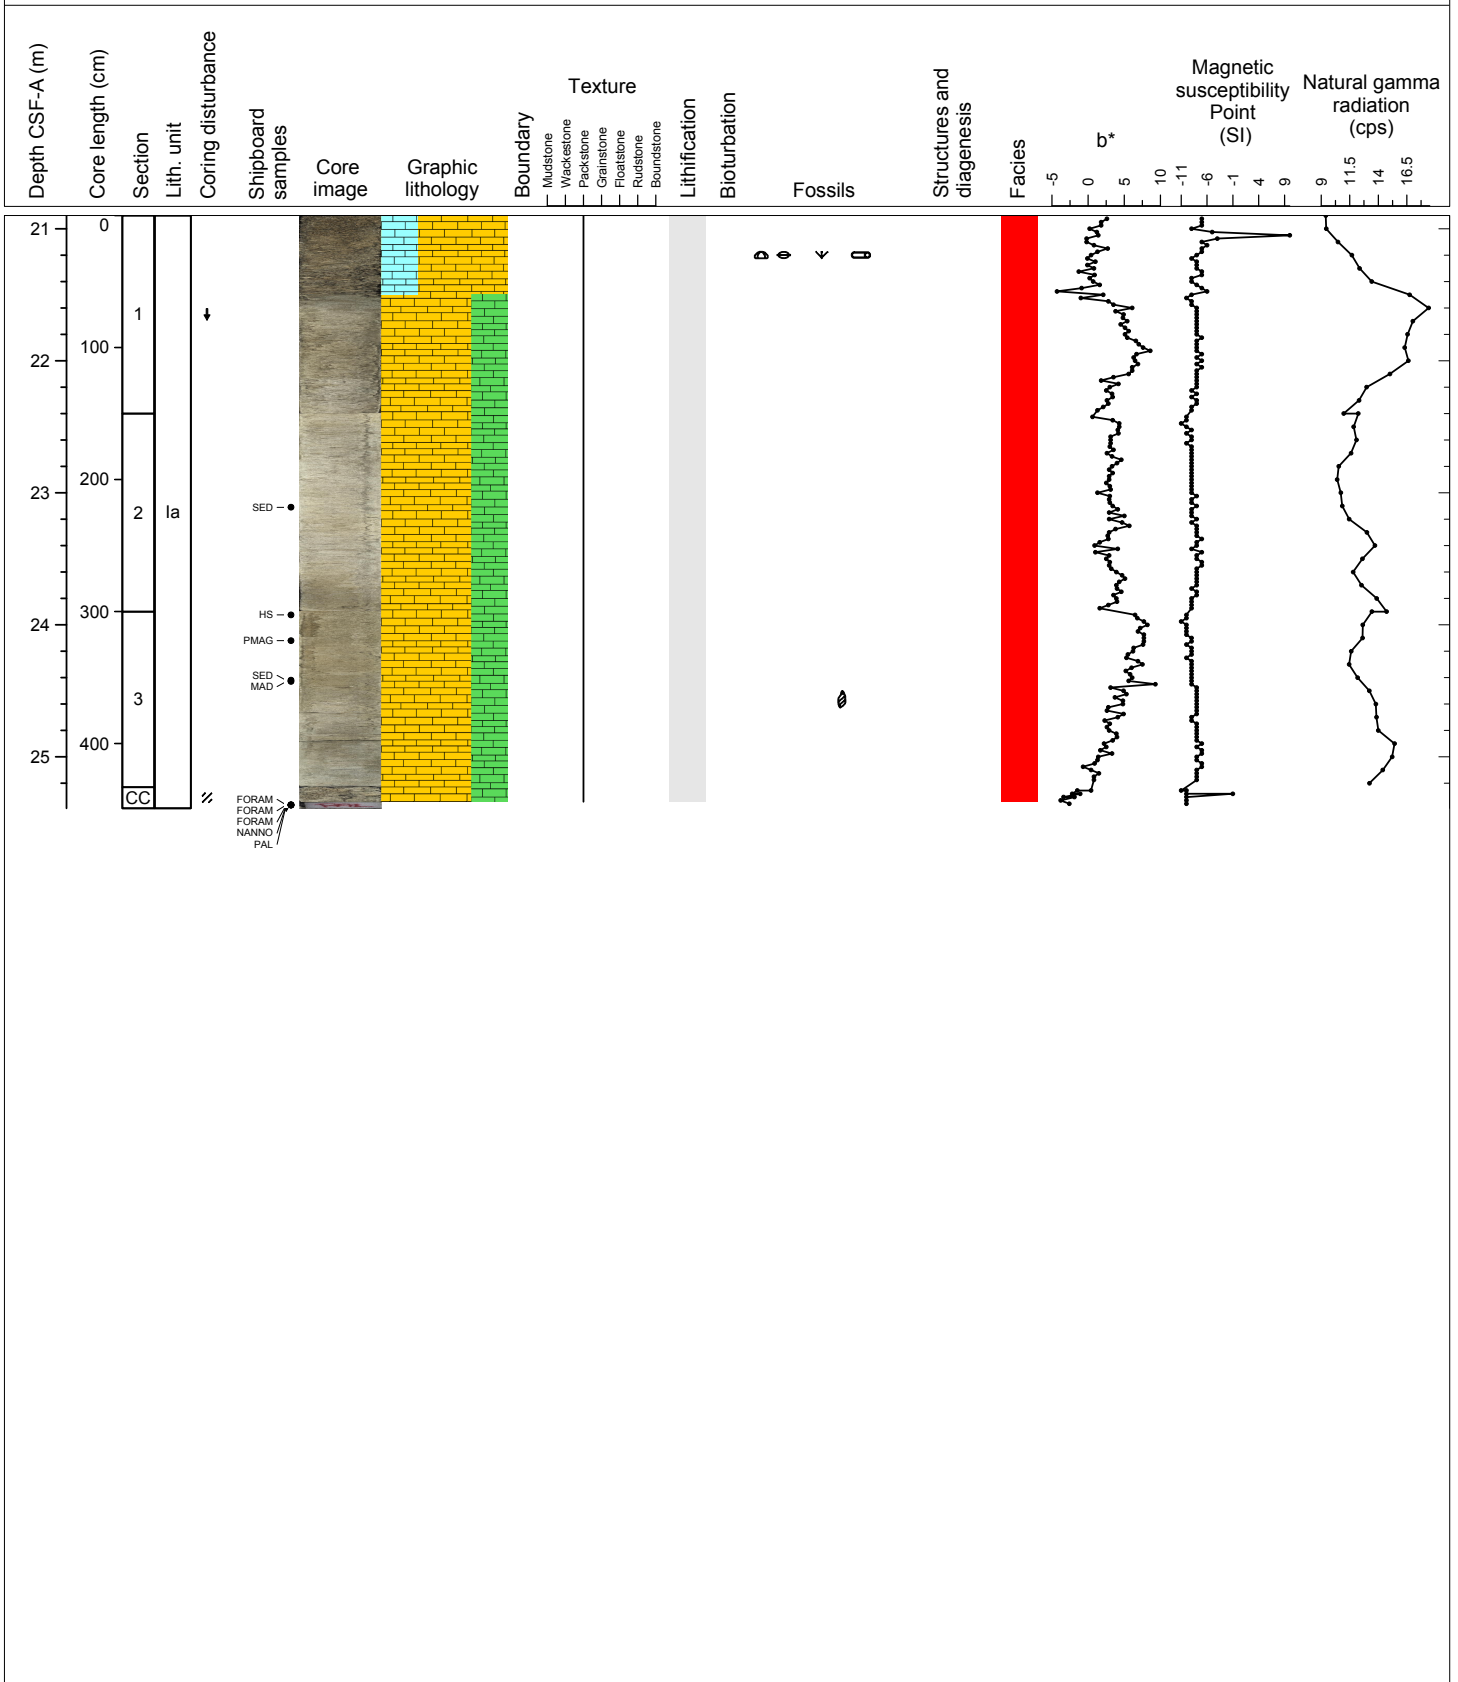 Depth CSF-A (m)
Core length (cm)
Section
Lith. unit
Coring disturbance
Shipboard
samples
Core
image
Graphic
lithology
Boundary
Texture
Mudstone
Wackestone
Packstone
Grainstone
Floatstone
Rudstone
Boundstone
Lithification
Bioturbation
Fossils
Structures and
diagenesis
Facies
b*
-5
0
5
10
Magnetic
susceptibility
Point
(SI)
-11
-6
-1
4
9
Natural gamma
radiation
(cps)
9
11.5
14
16.5
21
22
23
24
25
0
100
200
300
400
1
2
3
CC
Ia
SED
HS
PMAG
SED
MAD
FORAM
FORAM
FORAM
NANNO
PAL